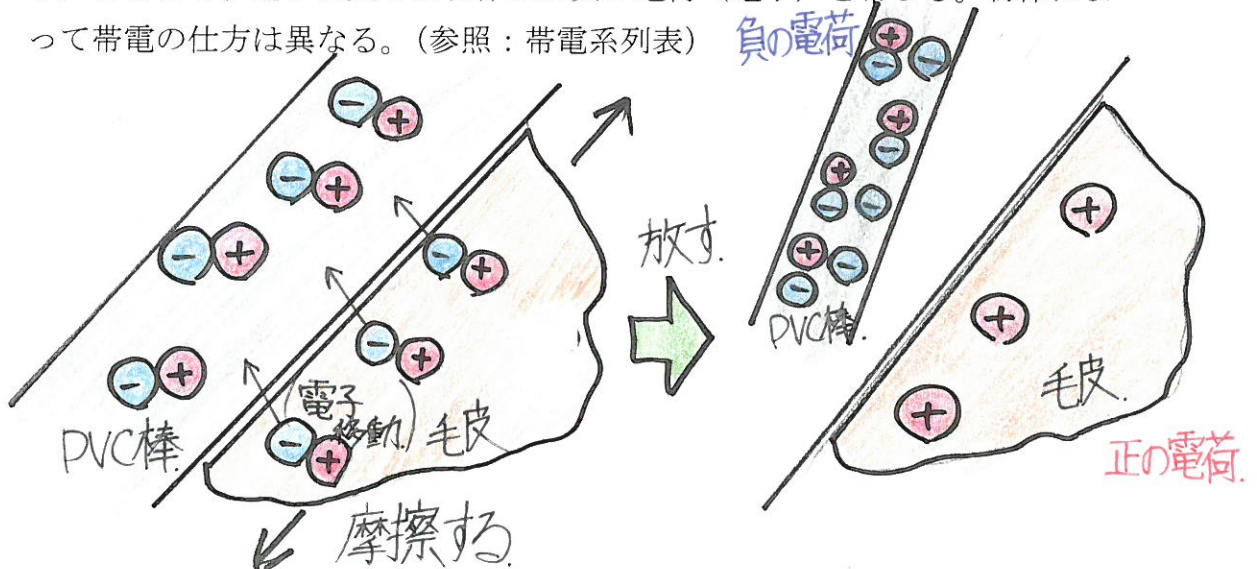 って帯電の仕方は異なる。(参照:帯電系列表)
負の電荷
放す.
PVC棒.
毛皮.
正の電荷.
(電子移動.)
毛皮
PVC棒.
摩擦する.